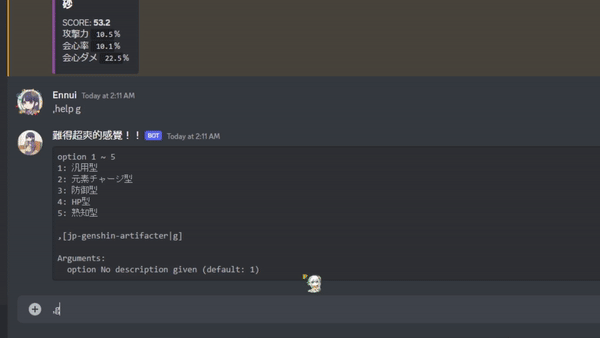 砂
SCORE: 53.2
攻撃力 10.5%
会心率 10.1%
会心ダメ 22.5%
Ennui Today at 2:11 AM
,help g
難得超爽的感覺！！ BOT Today at 2:11 AM
option 1 ~ 5
1: 汎用型
2: 元素チャージ型
3: 防御型
4: HP型
5: 熟知型
,[jp-genshin-artifacter|g]
Arguments:
option No description given (default: 1)
,g